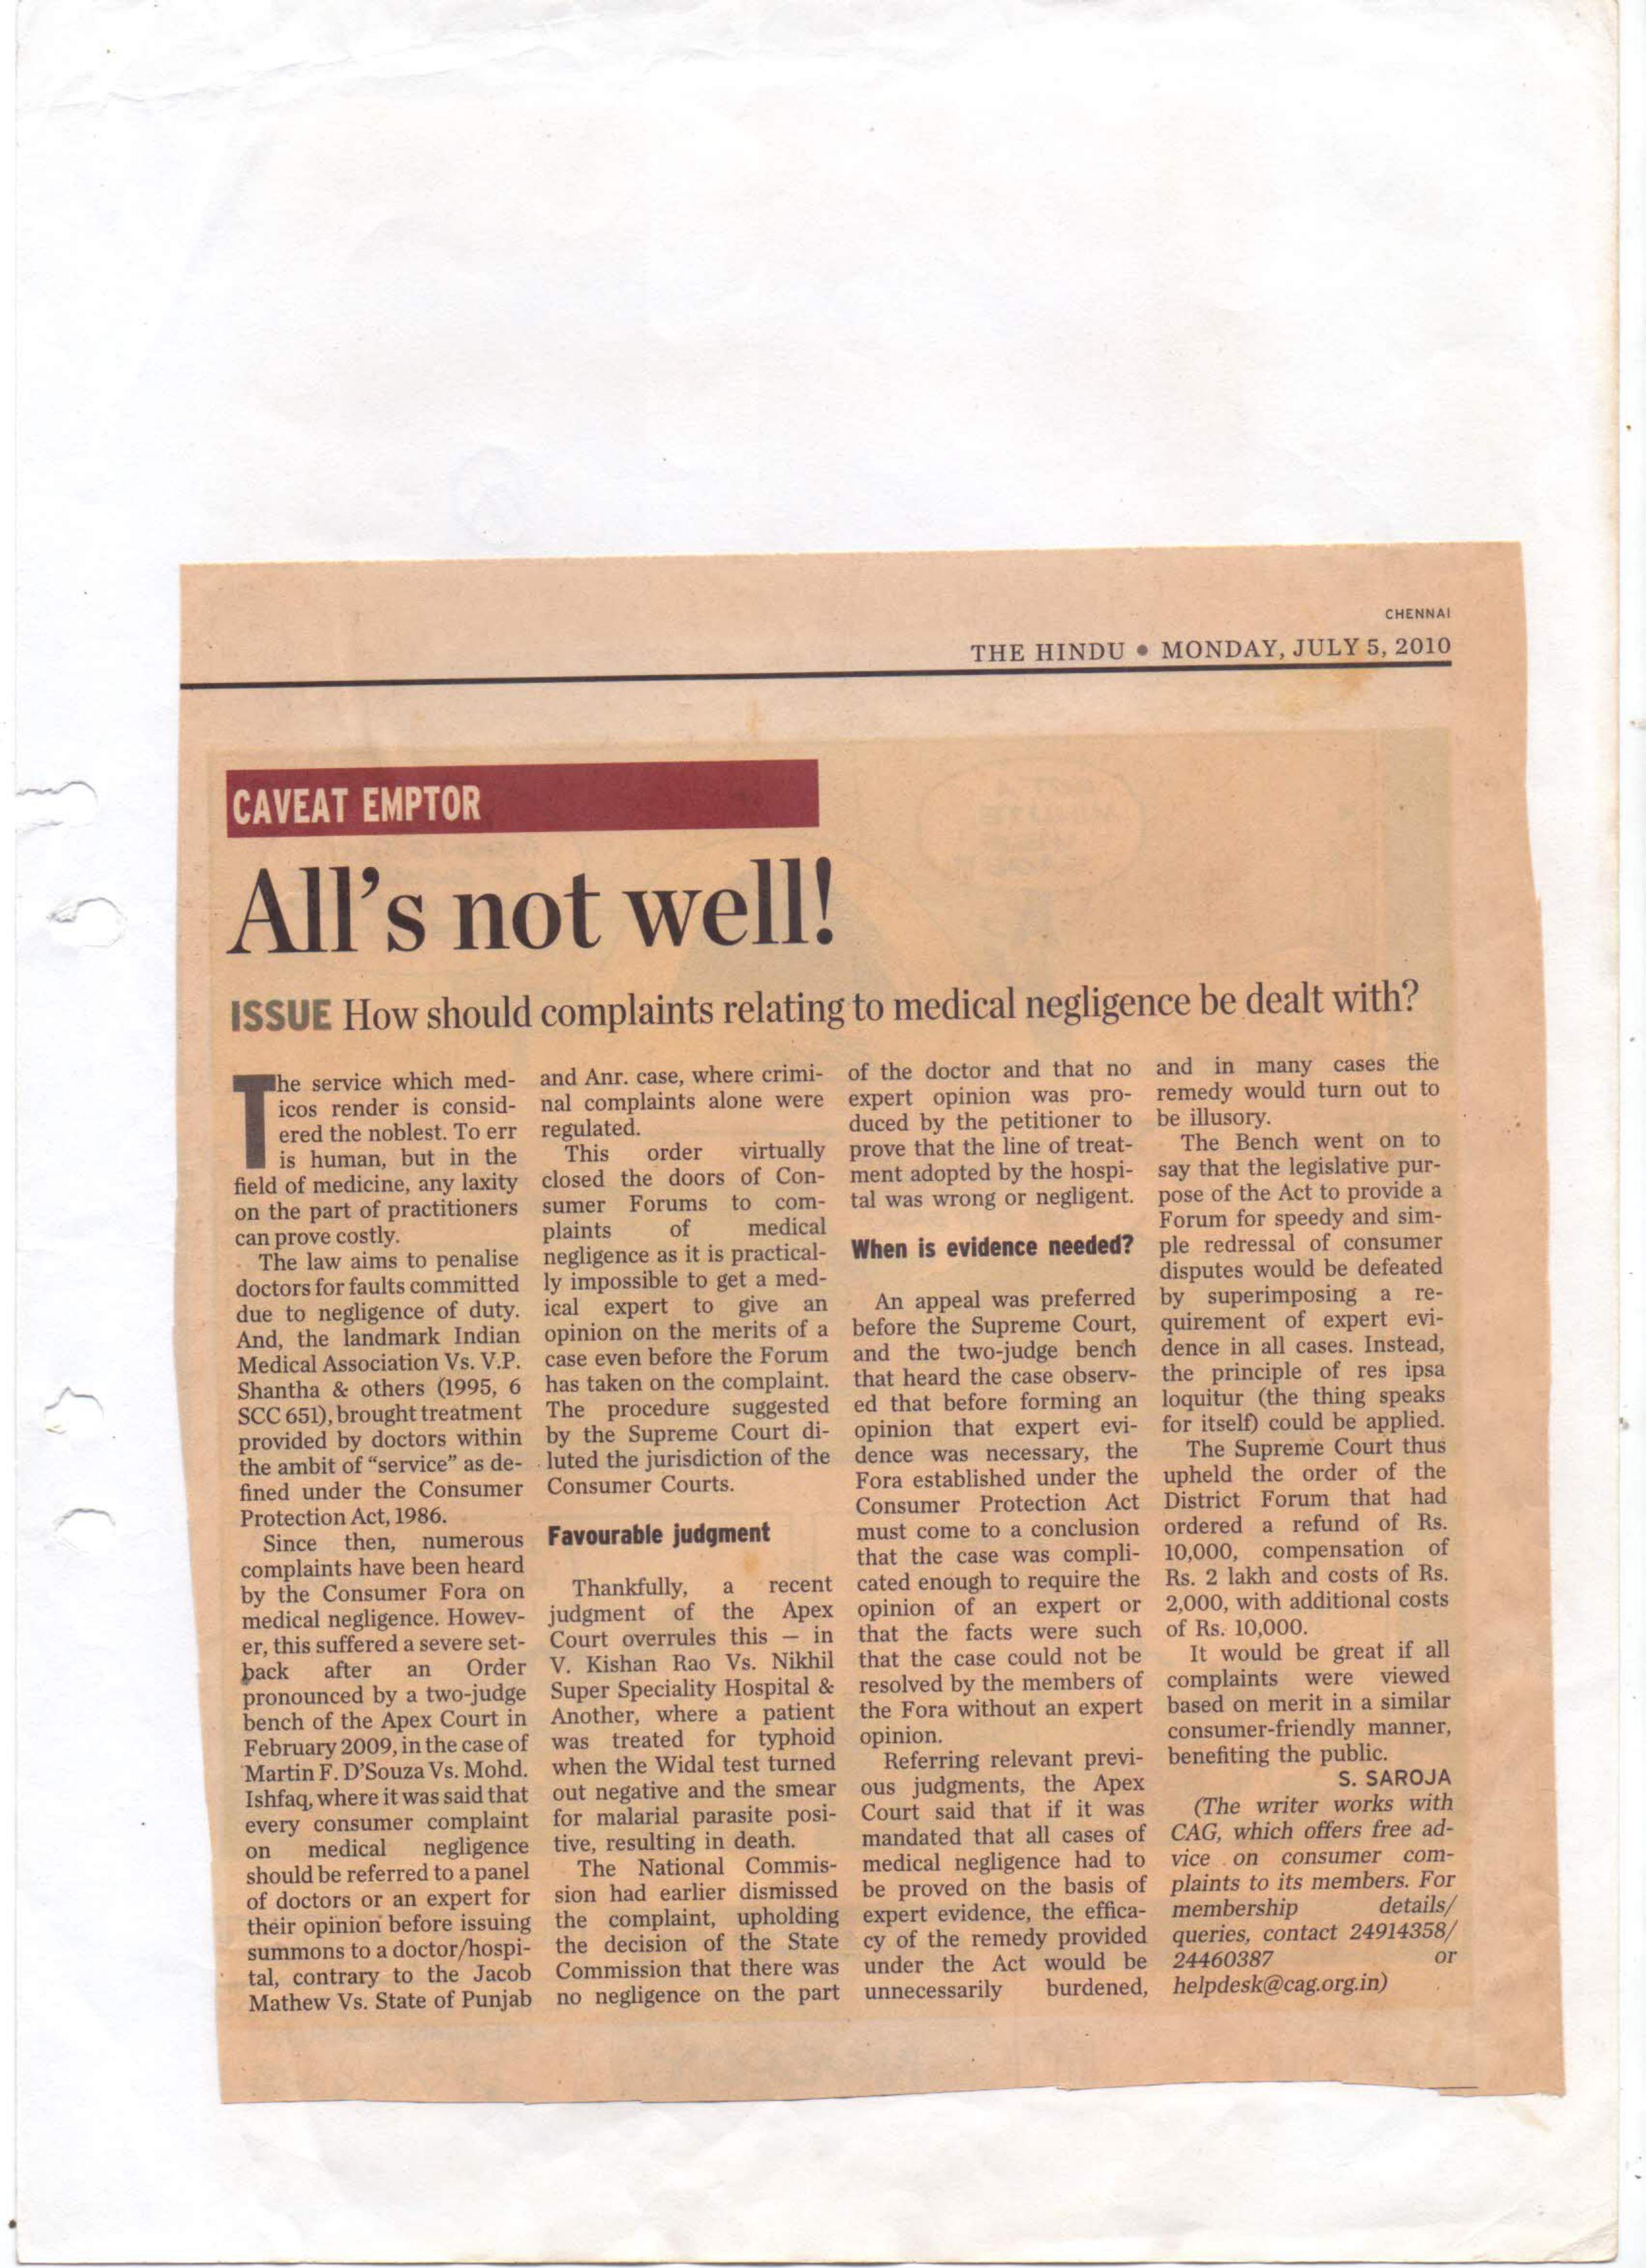 CHENNAI
THE HINDU • MONDAY, JULY 5, 2010
CAVEAT EMPTOR
All's not well!
ISSUE How should complaints relating to medical negligence be dealt with?
The service which med-
icos render is consid-
ered the noblest. To err
is human, but in the
field of medicine, any laxity
on the part of practitioners
can prove costly.
The law aims to penalise
doctors for faults committed
due to negligence of duty.
And, the landmark Indian
Medical Association Vs. V.P.
Shantha & others (1995, 6
SCC 651), brought treatment
provided by doctors within
the ambit of “service” as de-
fined under the Consumer
Protection Act, 1986.
Since then, numerous
complaints have been heard
by the Consumer Fora on
medical negligence. Howev-
er, this suffered a severe set-
back after an Order
pronounced by a two-judge
bench of the Apex Court in
February 2009, in the case of
Martin F. D'Souza Vs. Mohd.
Ishfaq, where it was said that
every consumer complaint
on medical negligence
should be referred to a panel
of doctors or an expert for
their opinion before issuing
summons to a doctor/hospi-
tal, contrary to the Jacob
Mathew Vs. State of Punjab
and Anr. case, where crimi-
nal complaints alone were
regulated.
This order virtually
closed the doors of Con-
sumer Forums to com-
plaints of medical
negligence as it is practical-
ly impossible to get a med-
ical expert to give an
opinion on the merits of a
case even before the Forum
has taken on the complaint.
The procedure suggested
by the Supreme Court di-
luted the jurisdiction of the
Consumer Courts.
Favourable judgment
Thankfully, a recent
judgment of the Apex
Court overrules this — in
V. Kishan Rao Vs. Nikhil
Super Speciality Hospital &
Another, where a patient
was treated for typhoid
when the Widal test turned
out negative and the smear
for malarial parasite posi-
tive, resulting in death.
The National Commis-
sion had earlier dismissed
the complaint, upholding
the decision of the State
Commission that there was
no negligence on the part
of the doctor and that no
expert opinion was pro-
duced by the petitioner to
prove that the line of treat-
ment adopted by the hospi-
tal was wrong or negligent.
When is evidence needed?
An appeal was preferred
before the Supreme Court,
and the two-judge bench
that heard the case observ-
ed that before forming an
opinion that expert evi-
dence was necessary, the
Fora established under the
Consumer Protection Act
must come to a conclusion
that the case was compli-
cated enough to require the
opinion of an expert or
that the facts were such
that the case could not be
resolved by the members of
the Fora without an expert
opinion.
Referring relevant previ-
ous judgments, the Apex
Court said that if it was
mandated that all cases of
medical negligence had to
be proved on the basis of
expert evidence, the effica-
cy of the remedy provided
under the Act would be
unnecessarily burdened,
and in many cases the
remedy would turn out to
be illusory.
The Bench went on to
say that the legislative pur-
pose of the Act to provide a
Forum for speedy and sim-
ple redressal of consumer
disputes would be defeated
by superimposing a re-
quirement of expert evi-
dence in all cases. Instead,
the principle of res ipsa
loquitur (the thing speaks
for itself) could be applied.
The Supreme Court thus
upheld the order of the
District Forum that had
ordered a refund of Rs.
10,000, compensation of
Rs. 2 lakh and costs of Rs.
2,000, with additional costs
of Rs. 10,000.
It would be great if all
complaints were viewed
based on merit in a similar
consumer-friendly manner,
benefiting the public.
S. SAROJA
(The writer works with
CAG, which offers free ad-
vice on consumer com-
plaints to its members. For
membership details/
queries, contact 24914358/
24460387 or
helpdesk@cag.org.in)